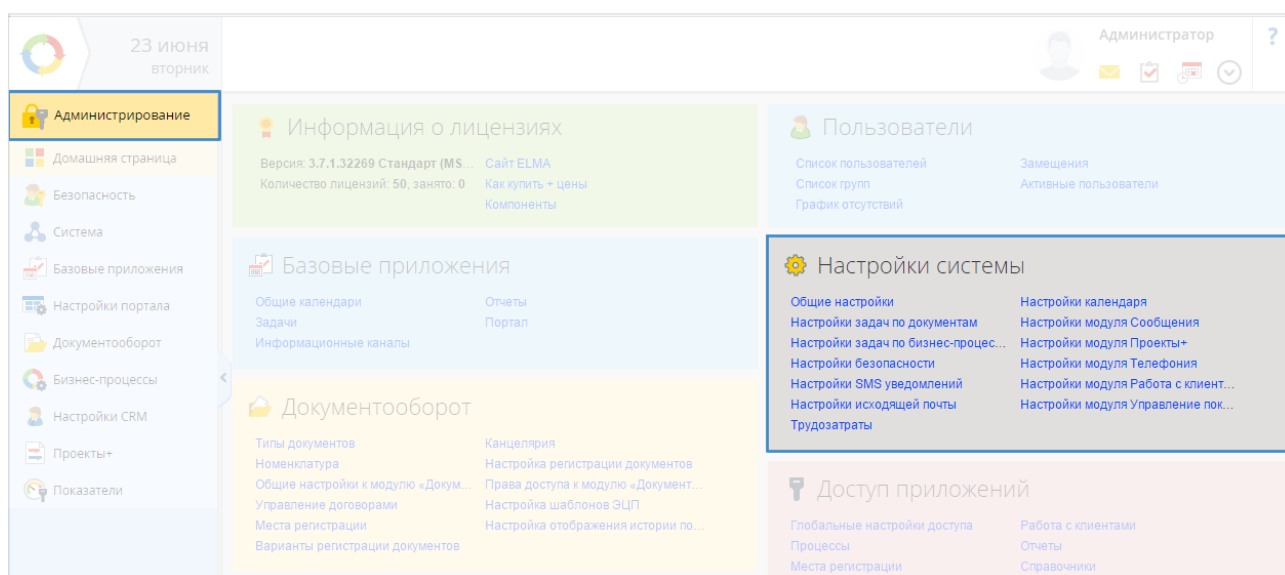 23 июня
вторник
Администратор
?
Администрирование
Домашняя страница
Безопасность
Система
Базовые приложения
Настройки портала
Документооборот
Бизнес-процессы
Настройки CRM
Проекты+
Показатели
Информация о лицензиях
Версия: 3.7.1.32269 Стандарт (MS... Сайт ELMA
Количество лицензий: 50, занято: 0 Как купить + цены
Компоненты
Пользователи
Список пользователей Замещения
Список групп Активные пользователи
График отсутствий
Базовые приложения
Общие календари Отчеты
Задачи Портал
Информационные каналы
Настройки системы
Общие настройки Настройки календаря
Настройки задач по документам Настройки модуля Сообщения
Настройки задач по бизнес-процес... Настройки модуля Проекты+
Настройки безопасности Настройки модуля Телефония
Настройки SMS уведомлений Настройки модуля Работа с клиент...
Настройки исходящей почты Настройки модуля Управление пок...
Трудозатраты
Документооборот
Типы документов Канцелярия
Номенклатура Настройка регистрации документов
Общие настройки к модулю «Докум... Права доступа к модулю «Документ...
Управление договорами Настройка шаблонов ЭЦП
Места регистрации Настройка отображения истории по...
Варианты регистрации документов
Доступ приложений
Глобальные настройки доступа Работа с клиентами
Процессы Отчеты
Места регистрации Справочники